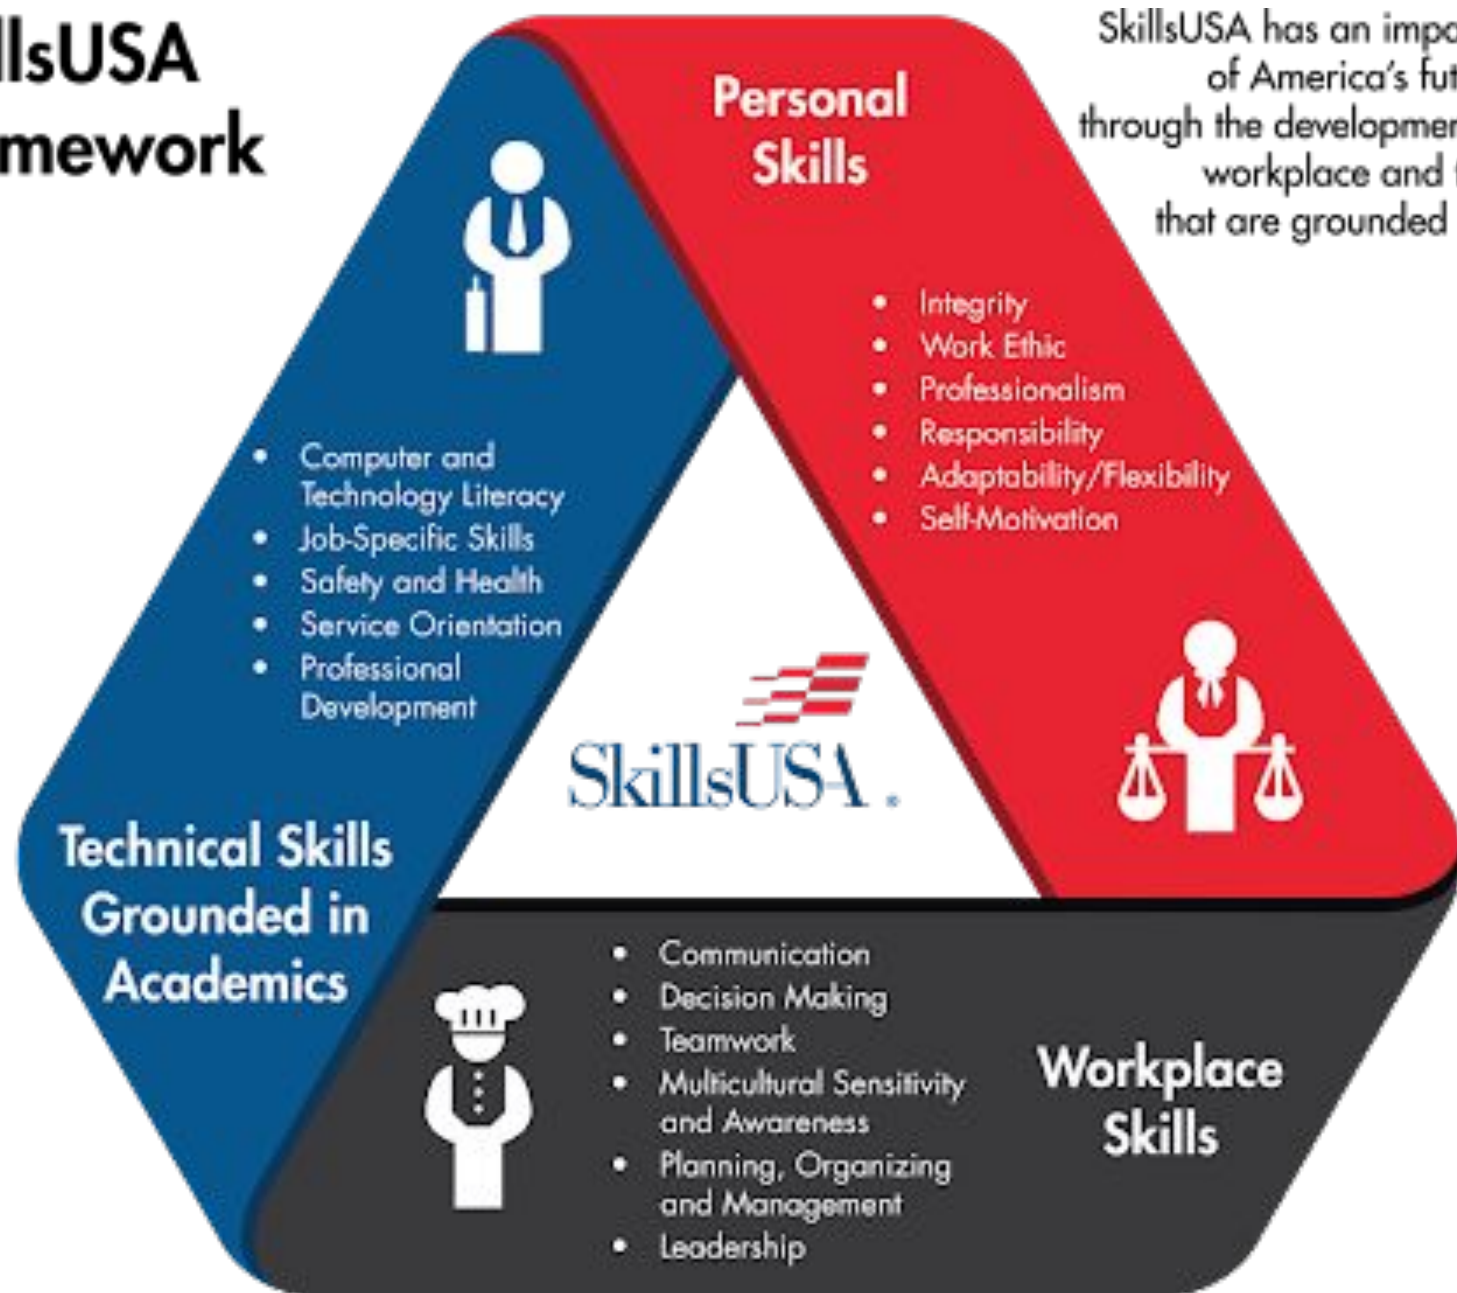 llsUSA
mework
SkillsUSA has an impa
of America's fut
through the developmen
workplace and
that are grounded
Personal
Skills
• Integrity
• Work Ethic
• Professionalism
• Responsibility
• Adaptability/Flexibility
• Self-Motivation
• Computer and
Technology Literacy
• Job-Specific Skills
• Safety and Health
• Service Orientation
• Professional
Development
Technical Skills
Grounded in
Academics
SkillsUSA®
• Communication
• Decision Making
• Teamwork
• Multicultural Sensitivity
and Awareness
• Planning, Organizing
and Management
• Leadership
Workplace
Skills